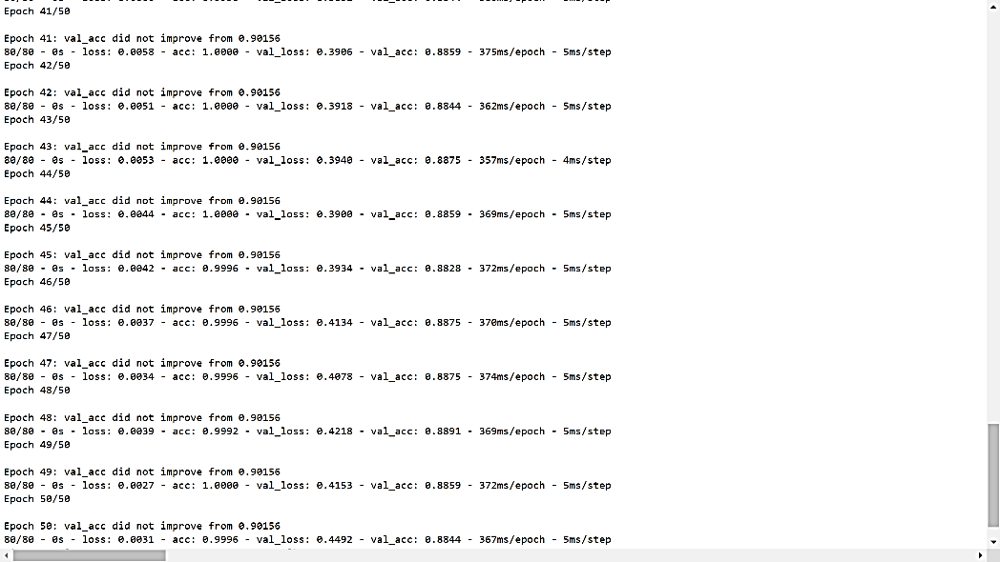 Epoch 41/50
Epoch 41: val_acc did not improve from 0.90156
80/80 - 0s - loss: 0.0058 - acc: 1.0000 - val_loss: 0.3906 - val_acc: 0.8859 - 375ms/epoch - 5ms/step
Epoch 42/50
Epoch 42: val_acc did not improve from 0.90156
80/80 - 0s - loss: 0.0051 - acc: 1.0000 - val_loss: 0.3918 - val_acc: 0.8844 - 362ms/epoch - 5ms/step
Epoch 43/50
Epoch 43: val_acc did not improve from 0.90156
80/80 - 0s - loss: 0.0053 - acc: 1.0000 - val_loss: 0.3940 - val_acc: 0.8875 - 357ms/epoch - 4ms/step
Epoch 44/50
Epoch 44: val_acc did not improve from 0.90156
80/80 - 0s - loss: 0.0044 - acc: 1.0000 - val_loss: 0.3900 - val_acc: 0.8859 - 369ms/epoch - 5ms/step
Epoch 45/50
Epoch 45: val_acc did not improve from 0.90156
80/80 - 0s - loss: 0.0042 - acc: 0.9996 - val_loss: 0.3934 - val_acc: 0.8828 - 372ms/epoch - 5ms/step
Epoch 46/50
Epoch 46: val_acc did not improve from 0.90156
80/80 - 0s - loss: 0.0037 - acc: 0.9996 - val_loss: 0.4134 - val_acc: 0.8875 - 370ms/epoch - 5ms/step
Epoch 47/50
Epoch 47: val_acc did not improve from 0.90156
80/80 - 0s - loss: 0.0034 - acc: 0.9996 - val_loss: 0.4078 - val_acc: 0.8875 - 374ms/epoch - 5ms/step
Epoch 48/50
Epoch 48: val_acc did not improve from 0.90156
80/80 - 0s - loss: 0.0039 - acc: 0.9992 - val_loss: 0.4218 - val_acc: 0.8891 - 369ms/epoch - 5ms/step
Epoch 49/50
Epoch 49: val_acc did not improve from 0.90156
80/80 - 0s - loss: 0.0027 - acc: 1.0000 - val_loss: 0.4153 - val_acc: 0.8859 - 372ms/epoch - 5ms/step
Epoch 50/50
Epoch 50: val_acc did not improve from 0.90156
80/80 - 0s - loss: 0.0031 - acc: 0.9996 - val_loss: 0.4492 - val_acc: 0.8844 - 367ms/epoch - 5ms/step